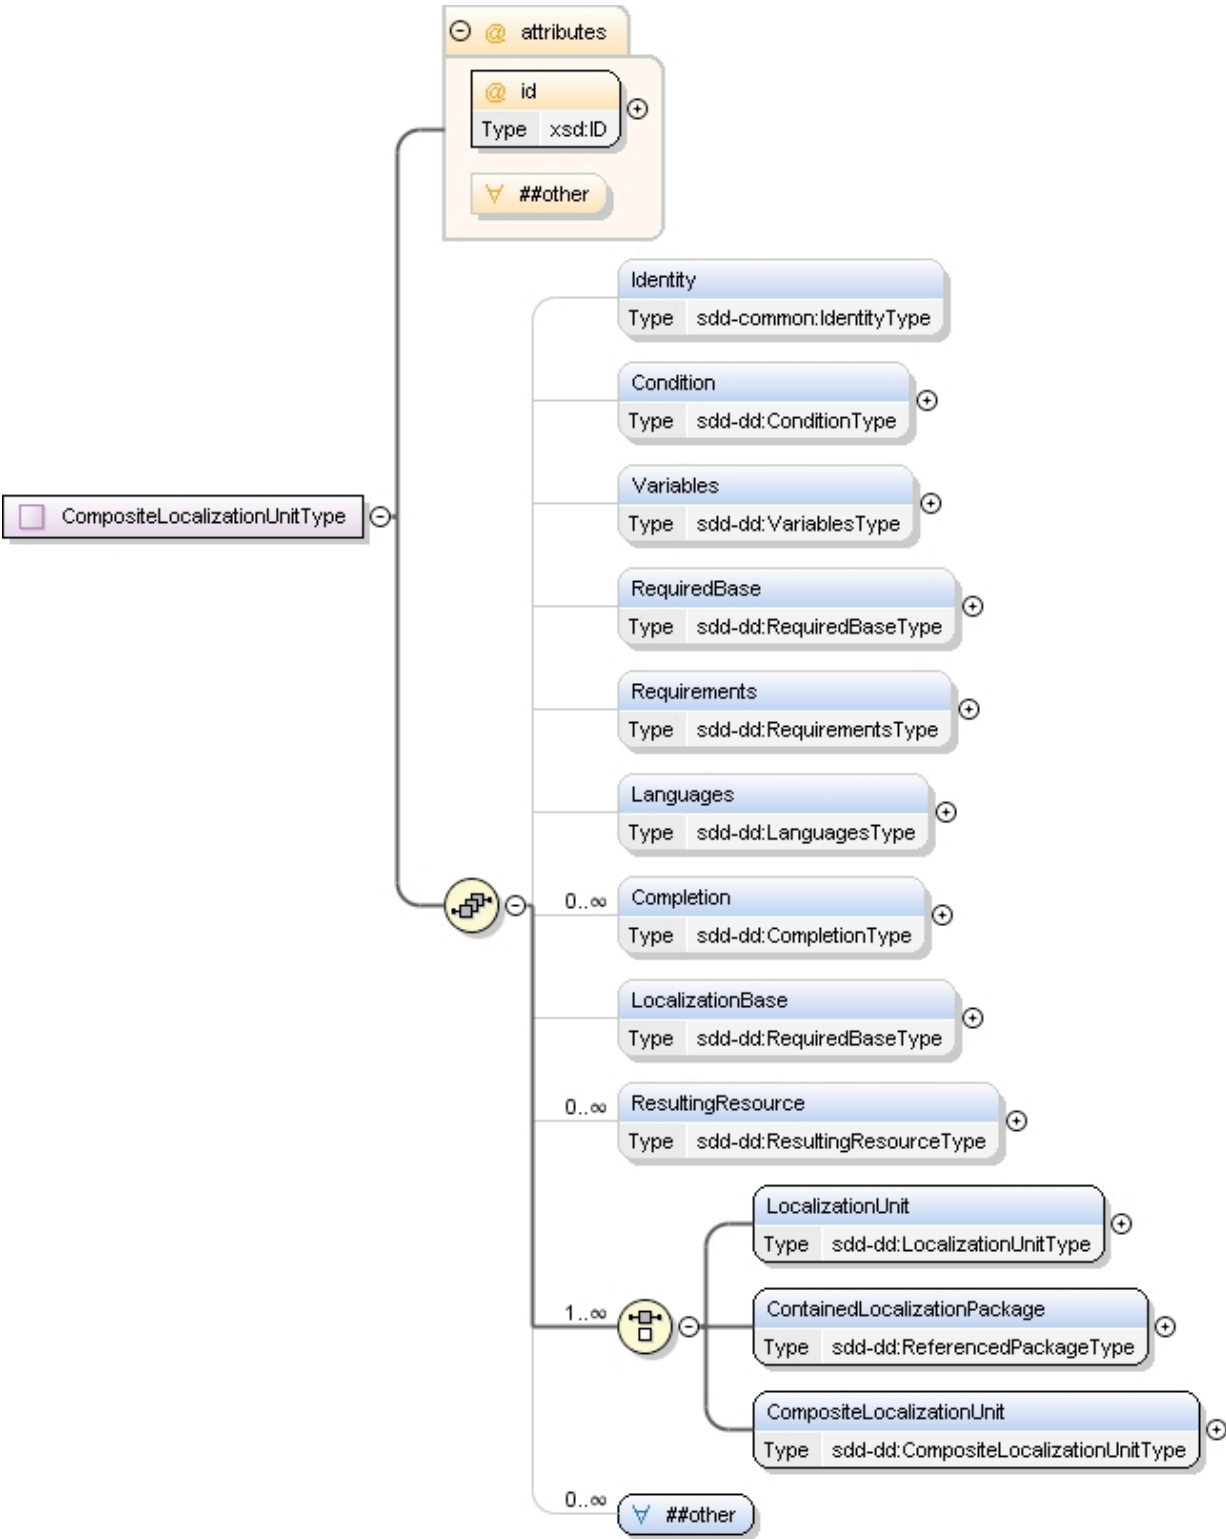 @ attributes
@ id
Type xsd:ID
∀ ##other
Identity
Type sdd-common:IdentityType
Condition
Type sdd-dd:ConditionType
Variables
Type sdd-dd:VariablesType
CompositeLocalizationUnitType
RequiredBase
Type sdd-dd:RequiredBaseType
Requirements
Type sdd-dd:RequirementsType
Languages
Type sdd-dd:LanguagesType
0..∞ Completion
Type sdd-dd:CompletionType
LocalizationBase
Type sdd-dd:RequiredBaseType
0..∞ ResultingResource
Type sdd-dd:ResultingResourceType
LocalizationUnit
Type sdd-dd:LocalizationUnitType
1..∞
ContainedLocalizationPackage
Type sdd-dd:ReferencedPackageType
CompositeLocalizationUnit
Type sdd-dd:CompositeLocalizationUnitType
0..∞ ∀ ##other